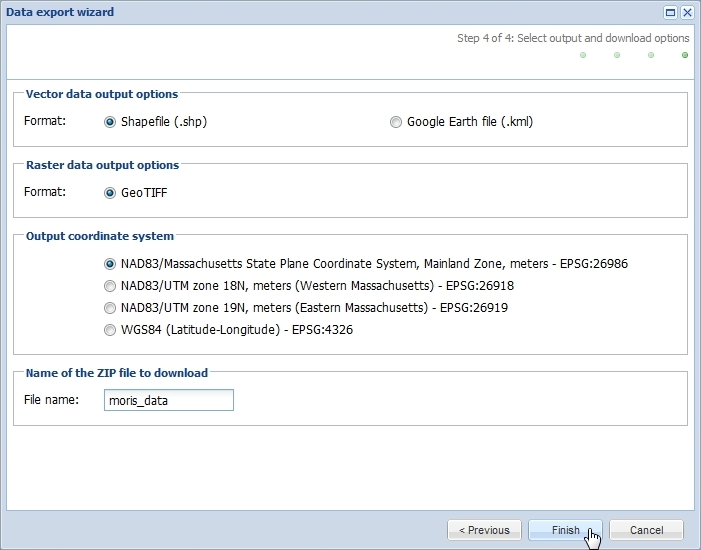 Data export wizard
Step 4 of 4: Select output and download options
Vector data output options
Format: Shapefile (.shp) Google Earth file (.kml)
Raster data output options
Format: GeoTIFF
Output coordinate system
NAD83/Massachusetts State Plane Coordinate System, Mainland Zone, meters - EPSG:26986
NAD83/UTM zone 18N, meters (Western Massachusetts) - EPSG:26918
NAD83/UTM zone 19N, meters (Eastern Massachusetts) - EPSG:26919
WGS84 (Latitude-Longitude) - EPSG:4326
Name of the ZIP file to download
File name: moris_data
< Previous Finish Cancel